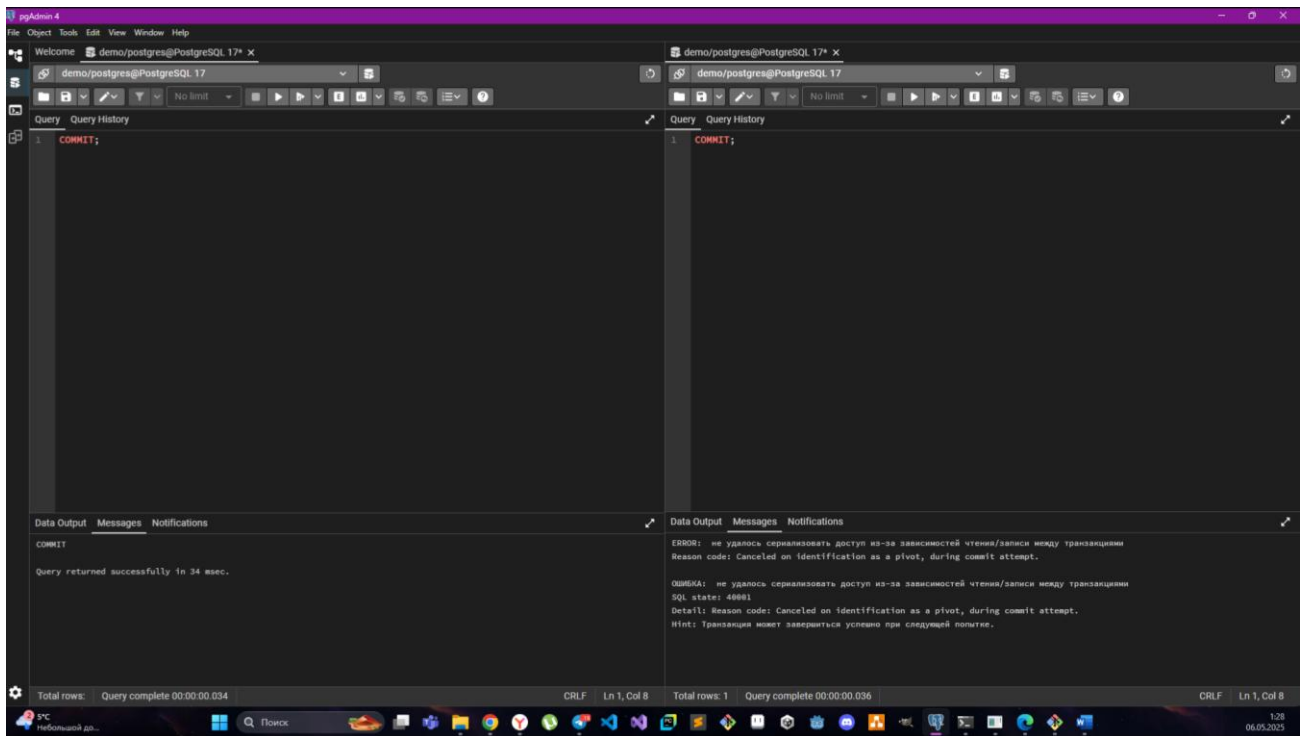 pgAdmin 4
File Object Tools Edit View Window Help
Welcome demo/postgres@PostgreSQL 17*
demo/postgres@PostgreSQL 17
No limit
Query Query History
1 COMMIT;
Data Output Messages Notifications
COMMIT
Query returned successfully in 34 msec.
Total rows: Query complete 00:00:00.034 CRLF Ln 1, Col 8
demo/postgres@PostgreSQL 17*
demo/postgres@PostgreSQL 17
No limit
Query Query History
1 COMMIT;
Data Output Messages Notifications
ERROR: не удалось сериализовать доступ из-за зависимостей чтения/записи между транзакциями
Reason code: Canceled on identification as a pivot, during commit attempt.
ОШИБКА: не удалось сериализовать доступ из-за зависимостей чтения/записи между транзакциями
SQL state: 40001
Detail: Reason code: Canceled on identification as a pivot, during commit attempt.
Hint: Транзакция может завершиться успешно при следующей попытке.
Total rows: 1 Query complete 00:00:00.036 CRLF Ln 1, Col 8
5°C
Небольшой до...
Поиск
1:28
06.05.2025